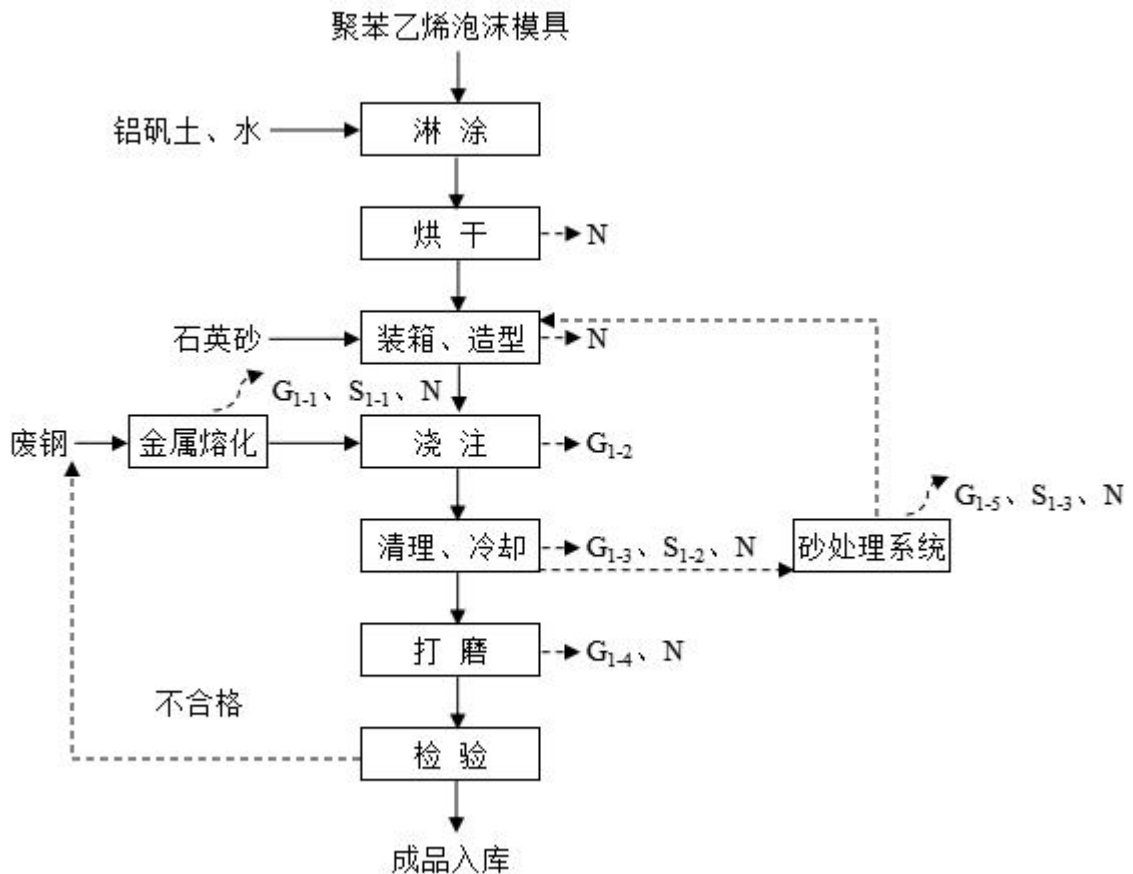 聚苯乙烯泡沫模具
铝矾土、水
淋 涂
烘 干
N
石英砂
装箱、造型
N
G1-1、S1-1、N
废钢
金属熔化
浇 注
G1-2
G1-5、S1-3、N
清理、冷却
G1-3、S1-2、N
砂处理系统
打 磨
G1-4、N
不合格
检 验
成品入库